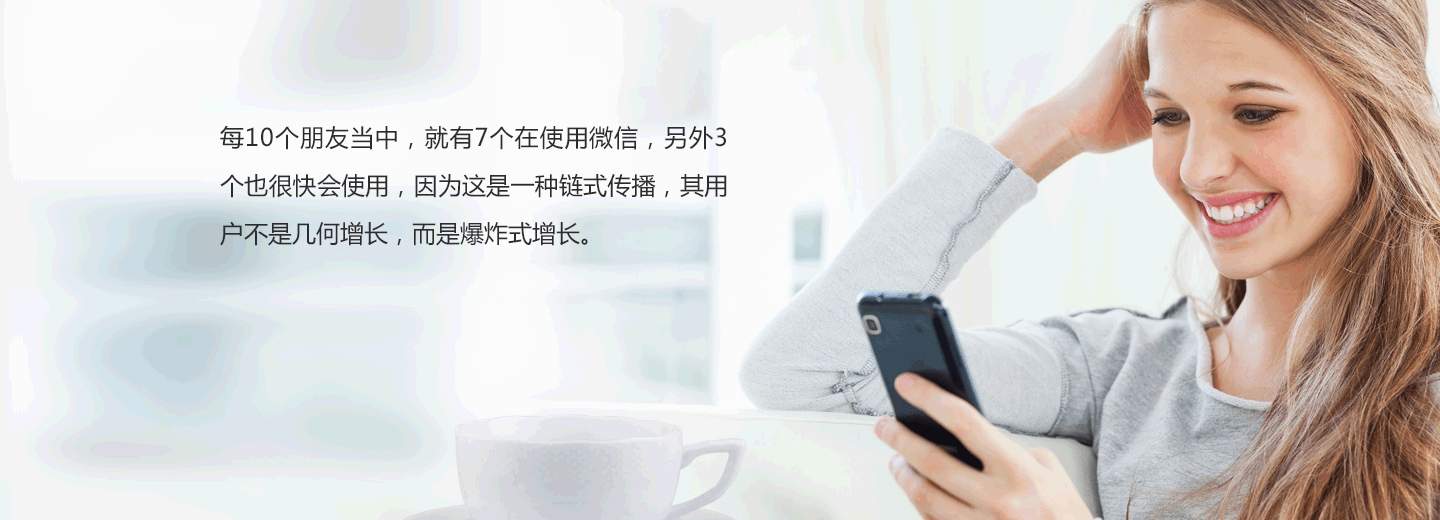 每10个朋友当中，就有7个在使用微信，另外3
个也很快会使用，因为这是一种链式传播，其用
户不是几何增长，而是爆炸式增长。